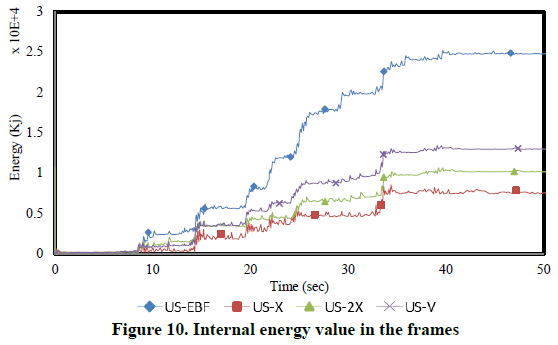 x 10E+4
Energy (Kj)
3
2.5
2
1.5
1
0.5
0
0 10 20 30 40 50
Time (sec)
US-EBF US-X US-2X US-V
Figure 10. Internal energy value in the frames